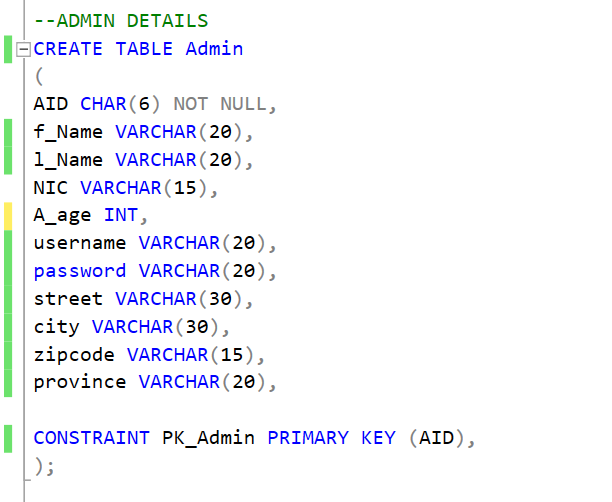 --ADMIN DETAILS
CREATE TABLE Admin
(
AID CHAR(6) NOT NULL,
f_Name VARCHAR(20),
l_Name VARCHAR(20),
NIC VARCHAR(15),
A_age INT,
username VARCHAR(20),
password VARCHAR(20),
street VARCHAR(30),
city VARCHAR(30),
zipcode VARCHAR(15),
province VARCHAR(20),
CONSTRAINT PK_Admin PRIMARY KEY (AID),
);